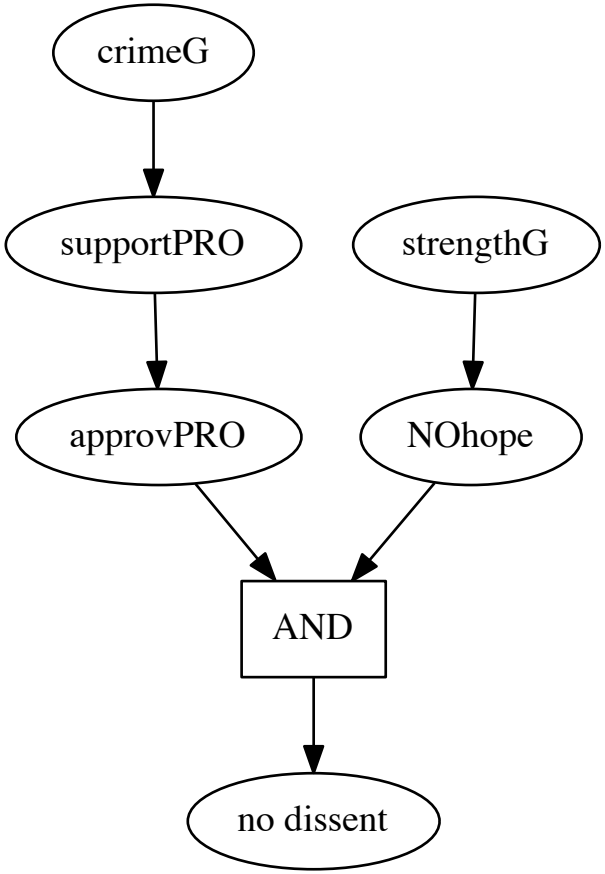 crimeG
supportPRO
strengthG
approvPRO
NOhope
AND
no dissent